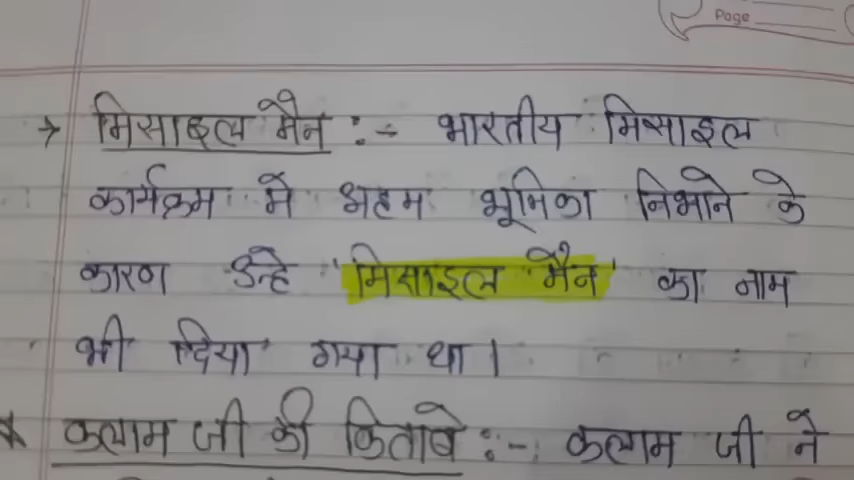 Page
→ मिसाइल मैन :- भारतीय मिसाइल
कार्यक्रम मे अहम भूमिका निभाने के
कारण उन्हे 'मिसाइल मैन' का नाम
भी दिया गया था।
* कलाम जी की किताबे :- कलाम जी ने